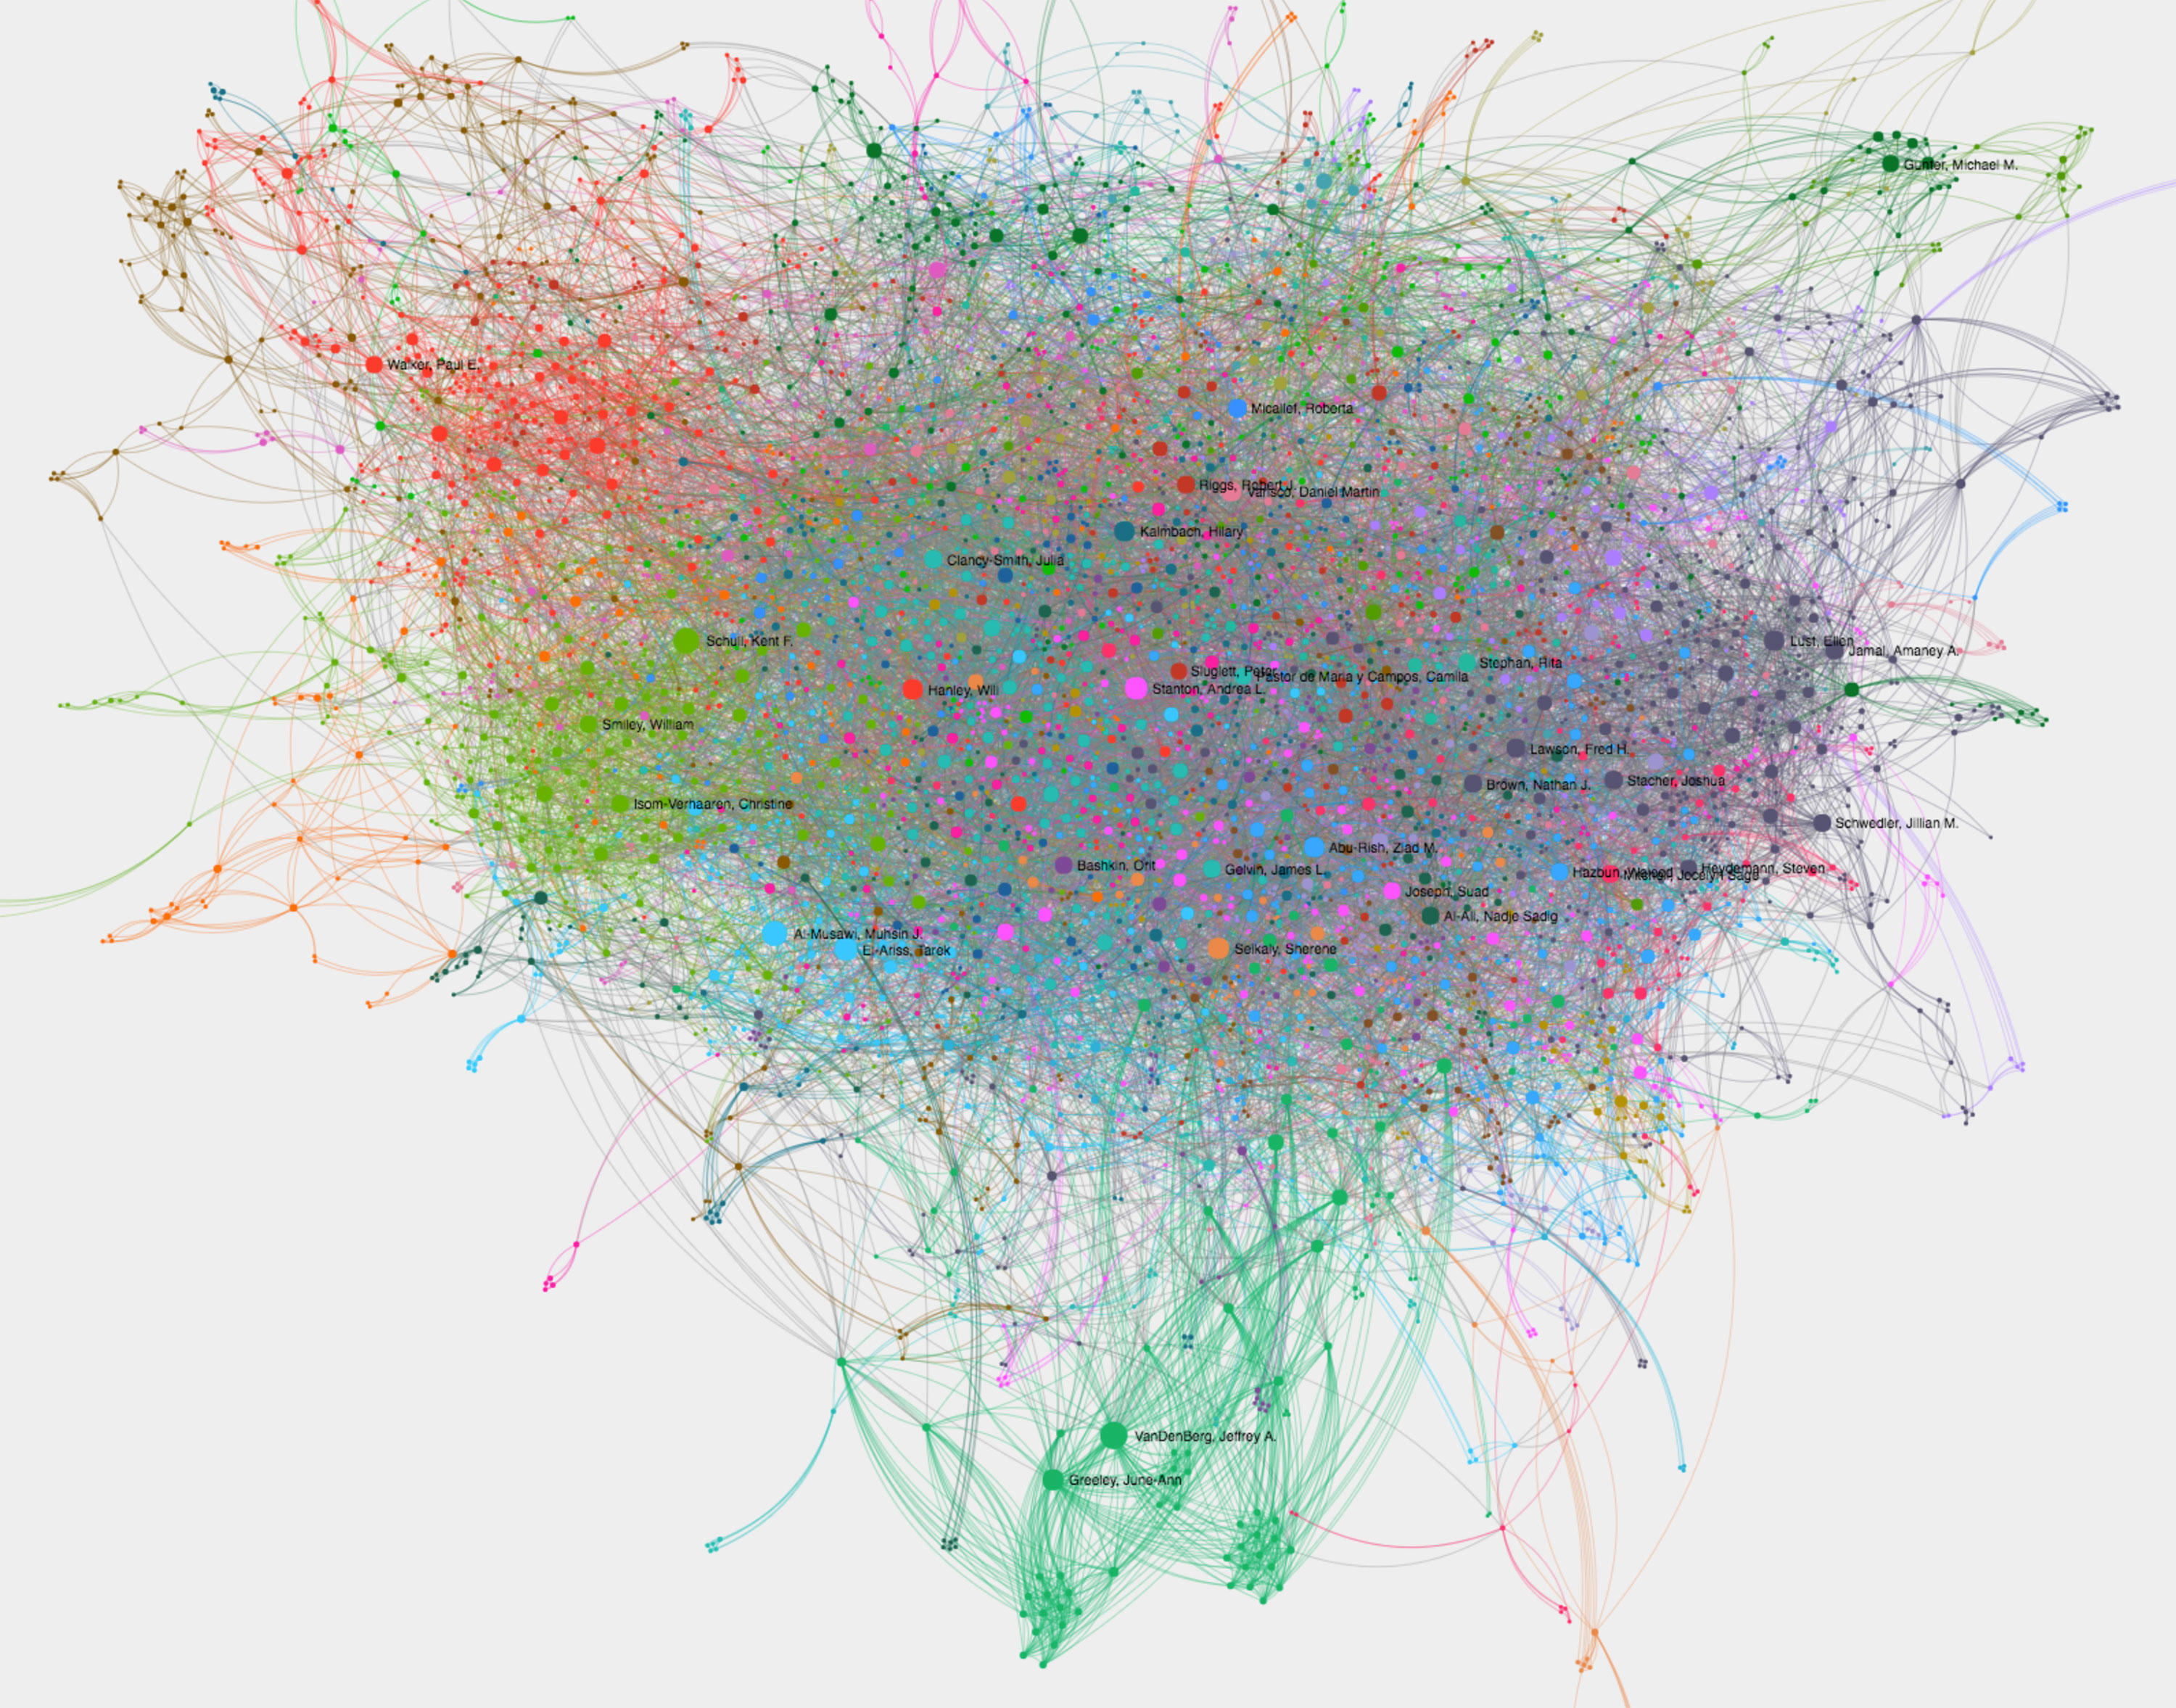 Gunter, Michael M.
Walker, Paul E.
Micallef, Roberta
Riggs, Robert J.
Varisco, Daniel Martin
Kalmbach, Hilary
Clancy-Smith, Julia
Schull, Kent F.
Lust, Ellen
Jamal, Amaney A.
Stephan, Rita
Sluglett, Peter
Pastor de Maria y Campos, Camila
Hanley, Will
Stanton, Andrea L.
Smiley, William
Lawson, Fred H.
Brown, Nathan J.
Stacher, Joshua
Isom-Verhaaren, Christine
Schwedler, Jillian M.
Abu-Rish, Ziad M.
Bashkin, Orit
Gelvin, James L.
Hazbun, Waleed
Mitchell, Jocelyn Sage
Heydemann, Steven
Joseph, Suad
Al-Ali, Nadje Sadig
Al-Musawi, Muhsin J.
El-Ariss, Tarek
Seikaly, Sherene
VanDenBerg, Jeffrey A.
Greeley, June-Ann